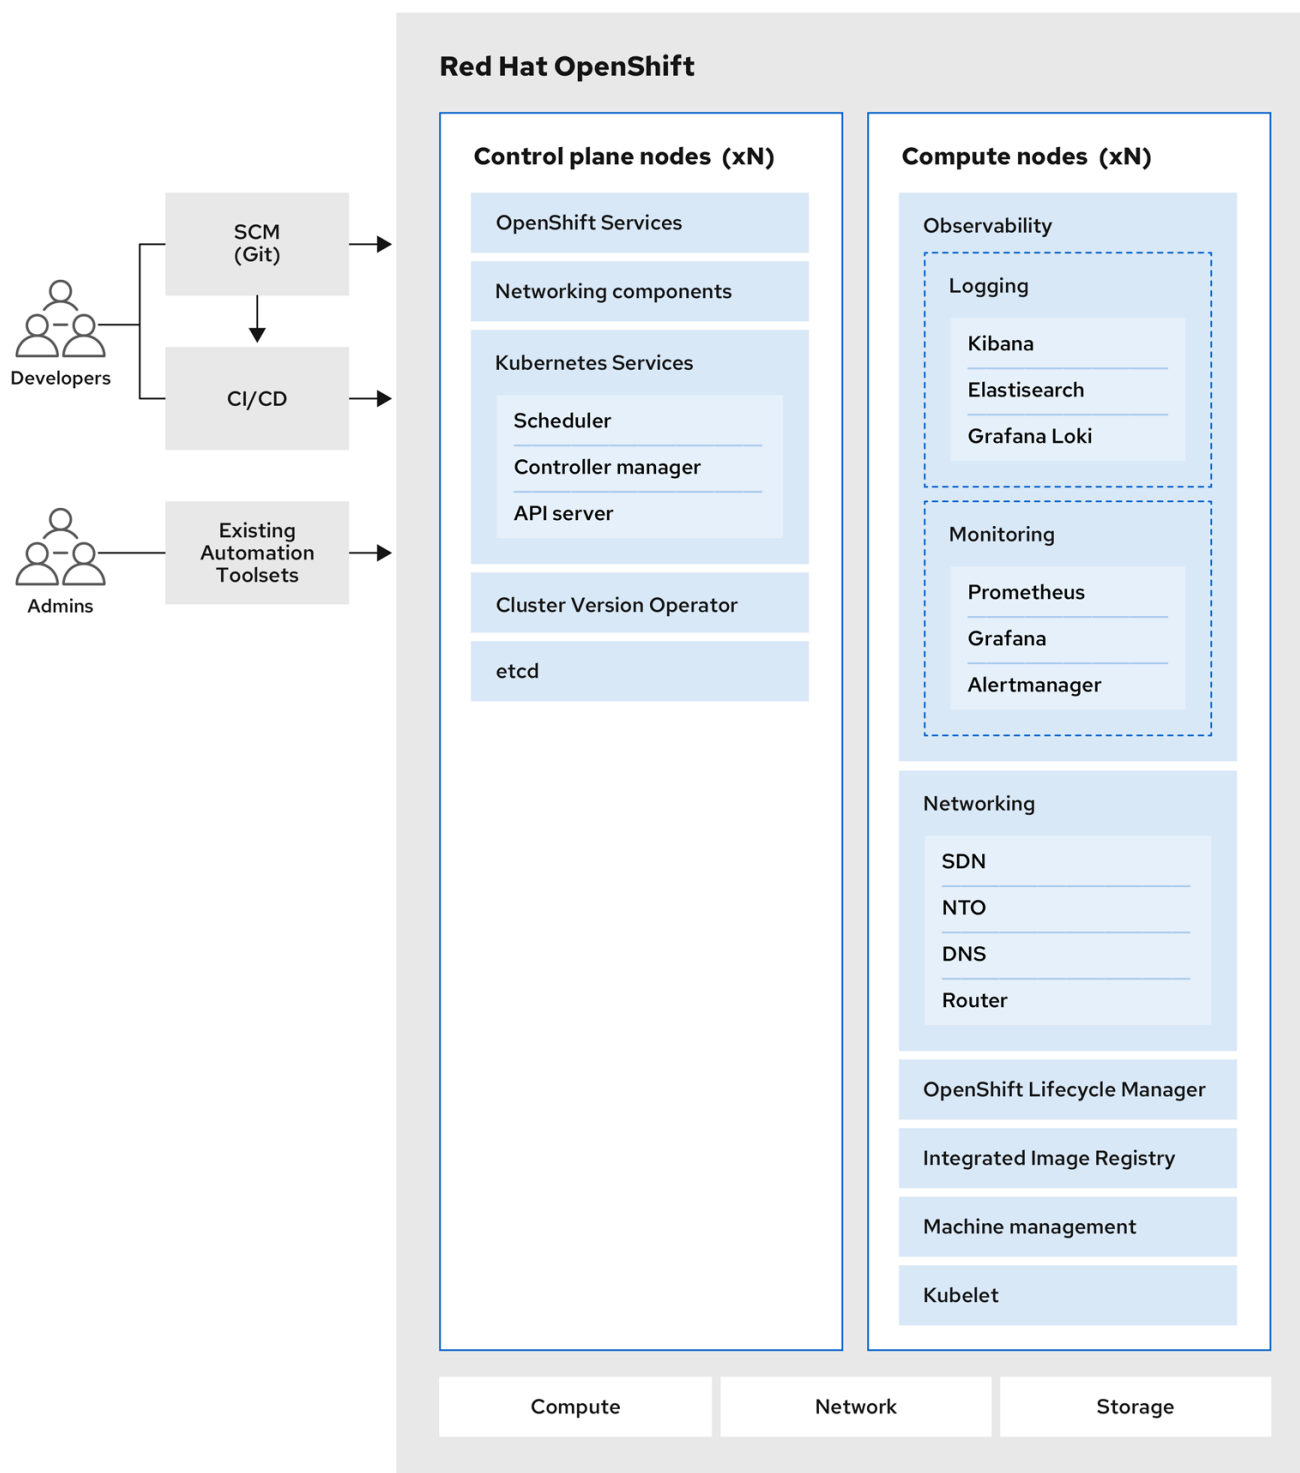 Red Hat OpenShift
SCM
(Git)
CI/CD
Developers
Existing
Automation
Toolsets
Admins
Control plane nodes (xN)
OpenShift Services
Networking components
Kubernetes Services
Scheduler
Controller manager
API server
Cluster Version Operator
etcd
Compute nodes (xN)
Observability
Logging
Kibana
Elastisearch
Grafana Loki
Monitoring
Prometheus
Grafana
Alertmanager
Networking
SDN
NTO
DNS
Router
OpenShift Lifecycle Manager
Integrated Image Registry
Machine management
Kubelet
Compute
Network
Storage